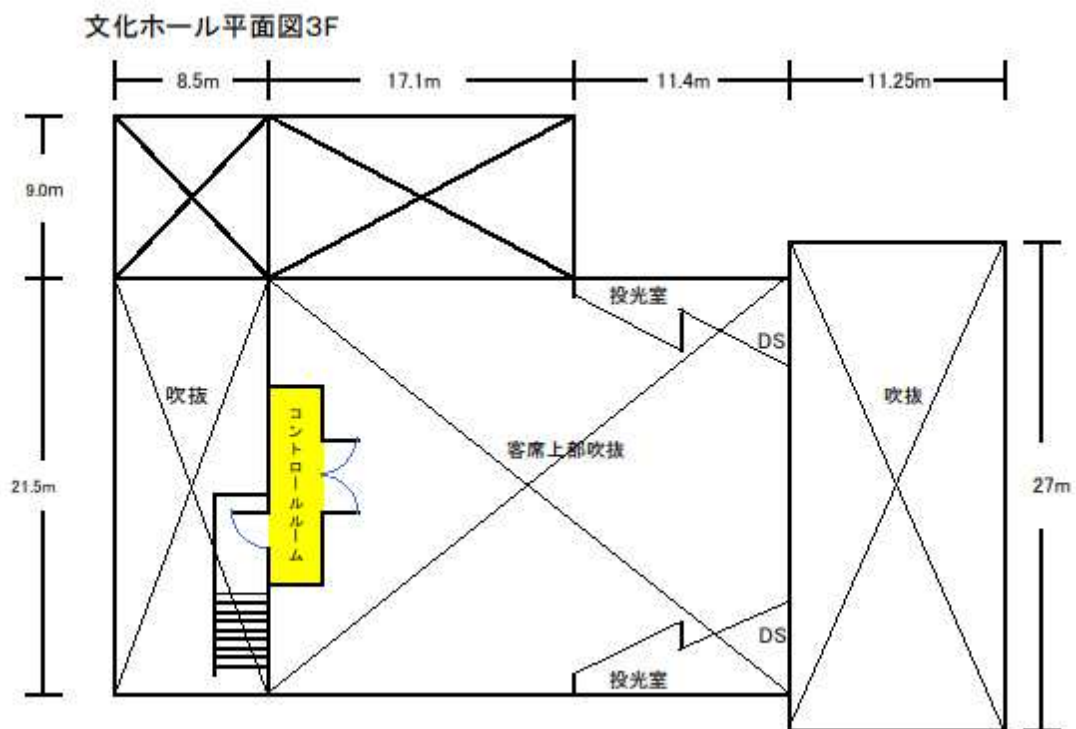 文化ホール平面図3F
8.5m
17.1m
11.4m
11.25m
9.0m
投光室
DS
吹抜
吹抜
コントロールルーム
客席上部吹抜
21.5m
27m
DS
投光室